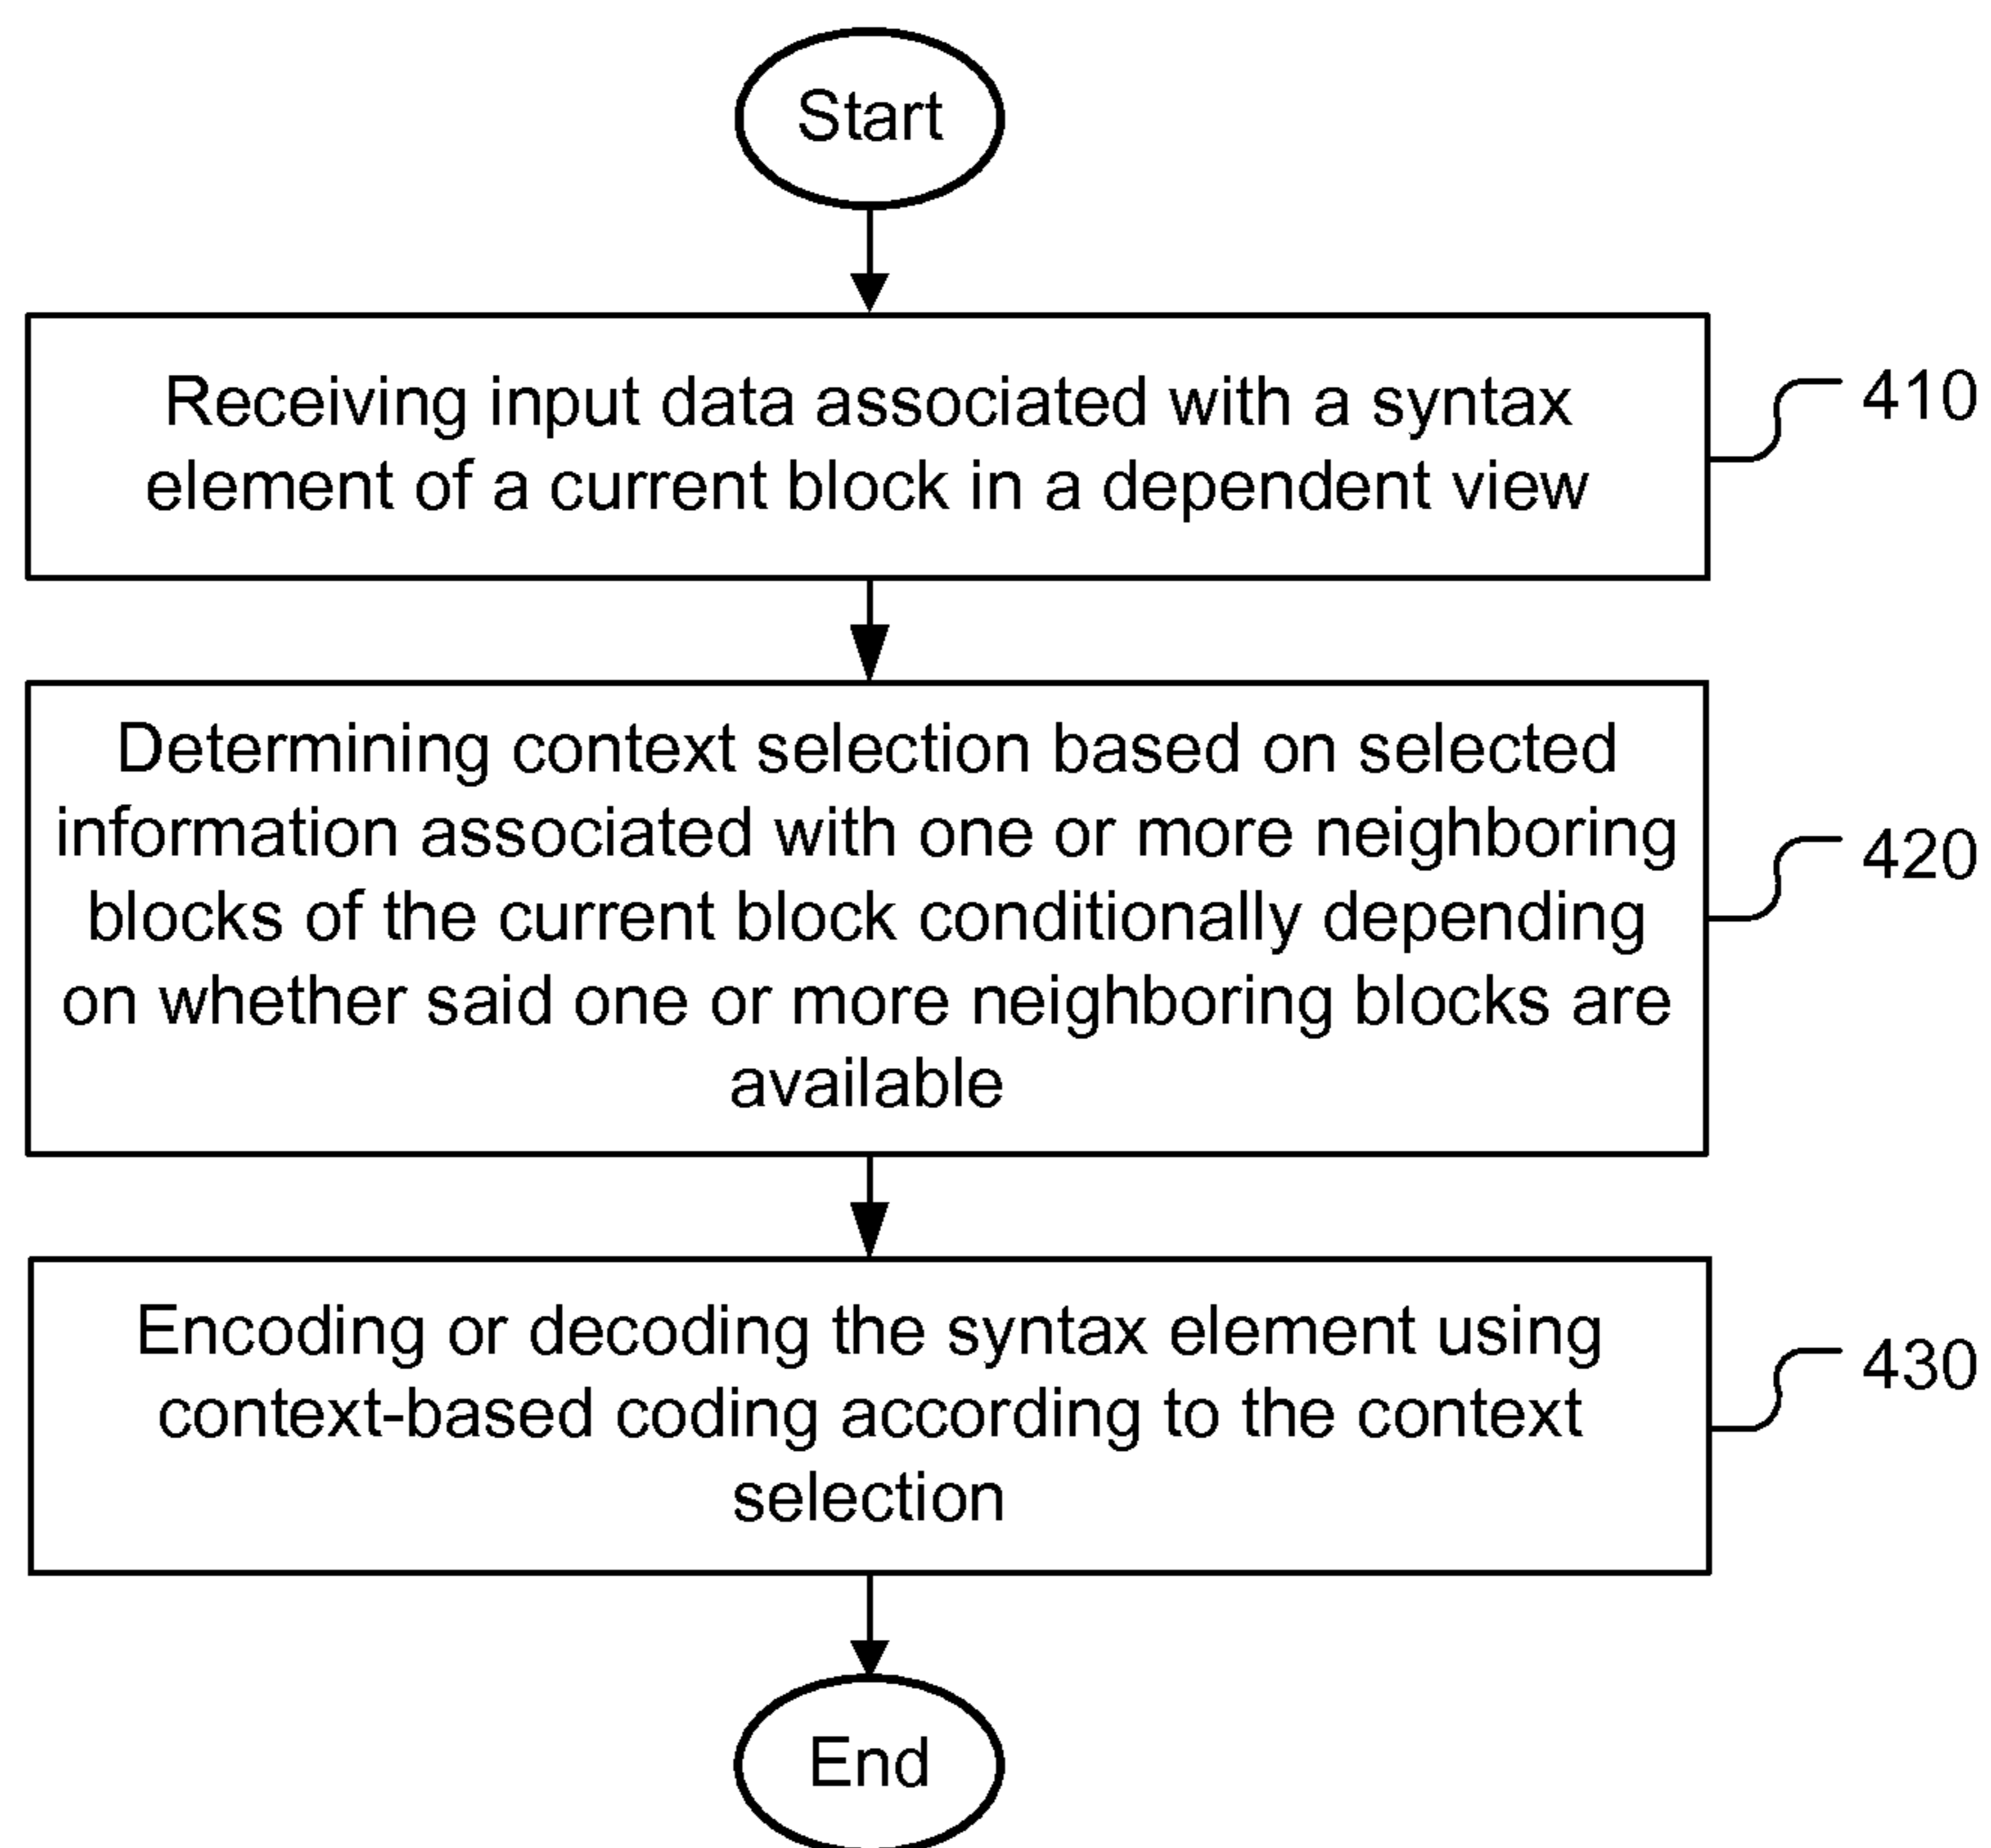 Start
Receiving input data associated with a syntax
element of a current block in a dependent view
410
Determining context selection based on selected
information associated with one or more neighboring
blocks of the current block conditionally depending
on whether said one or more neighboring blocks are
available
420
Encoding or decoding the syntax element using
context-based coding according to the context
selection
430
End